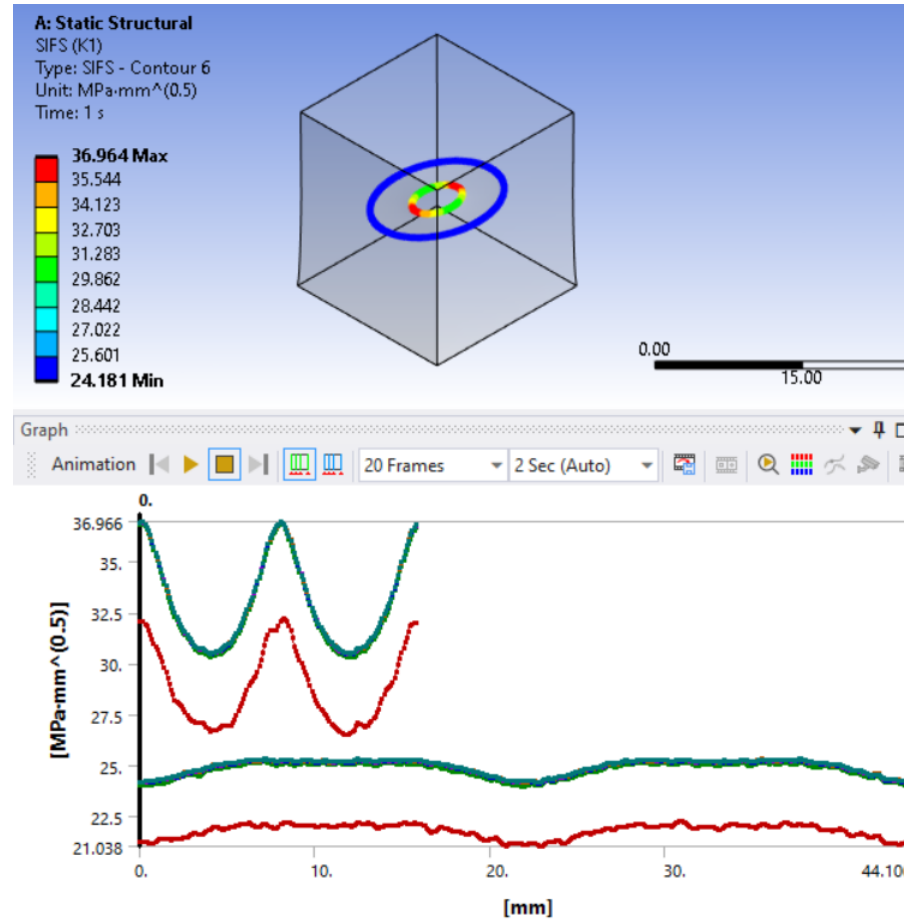 A: Static Structural
SIFS (K1)
Type: SIFS - Contour 6
Unit: MPa·mm^(0.5)
Time: 1 s
36.964 Max
35.544
34.123
32.703
31.283
29.862
28.442
27.022
25.601
24.181 Min
0.00
15.00
Graph
Animation 20 Frames 2 Sec (Auto)
0.
36.966
35.
32.5
30.
27.5
25.
22.5
21.038
[MPa·mm^(0.5)]
0. 10. 20. 30. 44.10
[mm]